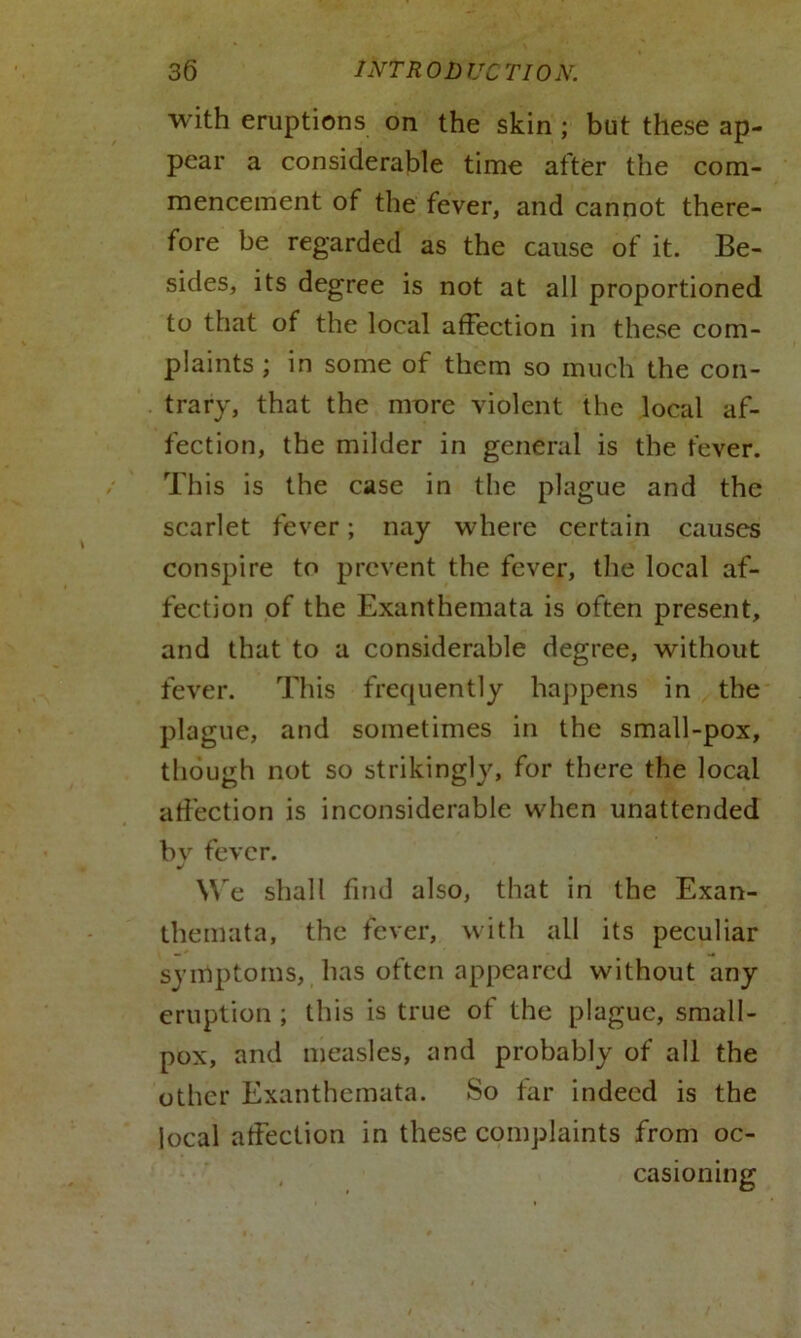 36 INTRODUCTION.
with eruptions on the skin; but these ap-
pear a considerable time after the com-
mencement of the fever, and cannot there-
fore be regarded as the cause of it. Be-
sides, its degree is not at all proportioned
to that of the local affection in these com-
plaints; in some of them so much the con-
trary, that the more violent the local af-
fection, the milder in general is the fever.
This is the case in the plague and the
scarlet fever; nay where certain causes
conspire to prevent the fever, the local af-
fection of the Exanthemata is often present,
and that to a considerable degree, without
fever. This frequently happens in the
plague, and sometimes in the small-pox,
though not so strikingly, for there the local
affection is inconsiderable when unattended
by fever.
We shall find also, that in the Exan-
themata, the fever, with all its peculiar
symptoms, has often appeared without any
eruption; this is true of the plague, small-
pox, and measles, and probably of all the
other Exanthemata. So far indeed is the
local affection in these complaints from oc-
casioning